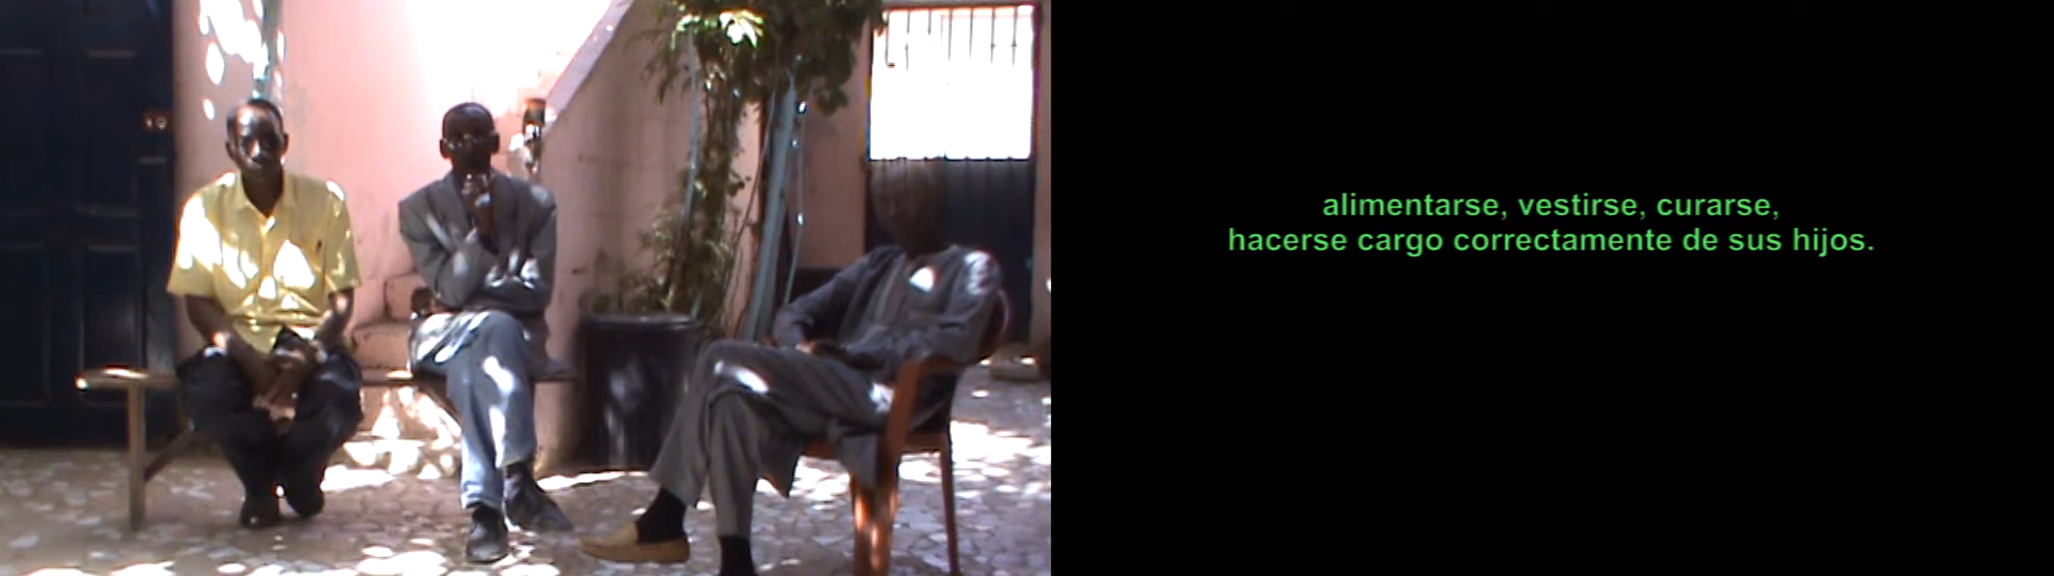 alimentarse, vestirse, curarse,
hacerse cargo correctamente de sus hijos.